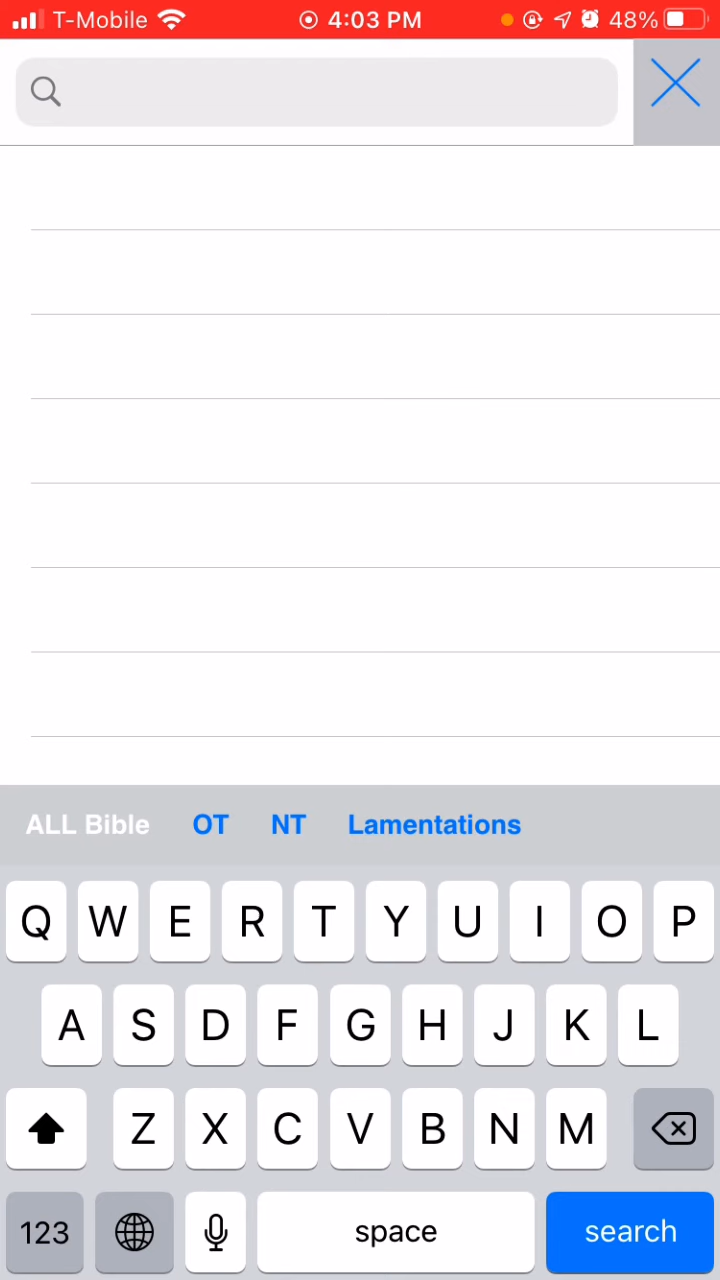 T-Mobile 4:03 PM 48%
ALL Bible OT NT Lamentations
Q W E R T Y U I O P
A S D F G H J K L
Z X C V B N M
123 space search